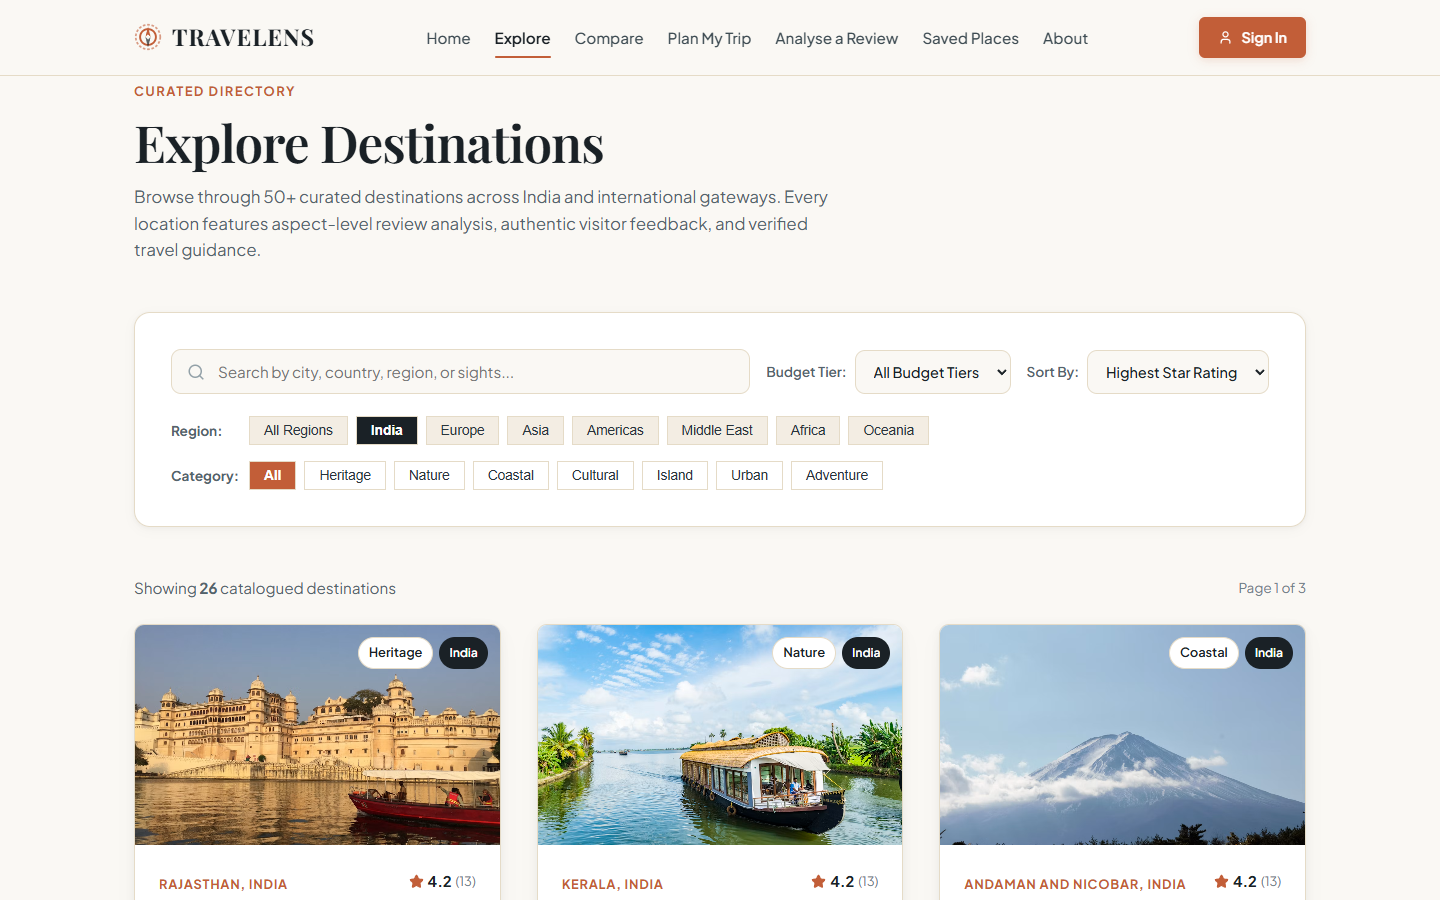 TRAVELENS
Home Explore Compare Plan My Trip Analyse a Review Saved Places About
Sign In
CURATED DIRECTORY
Explore Destinations
Browse through 50+ curated destinations across India and international gateways. Every
location features aspect-level review analysis, authentic visitor feedback, and verified
travel guidance.
Search by city, country, region, or sights...
Budget Tier: All Budget Tiers Sort By: Highest Star Rating
Region: All Regions India Europe Asia Americas Middle East Africa Oceania
Category: All Heritage Nature Coastal Cultural Island Urban Adventure
Showing 26 catalogued destinations
Page 1 of 3
Heritage India
Nature India
Coastal India
RAJASTHAN, INDIA 4.2 (13)
KERALA, INDIA 4.2 (13)
ANDAMAN AND NICOBAR, INDIA 4.2 (13)